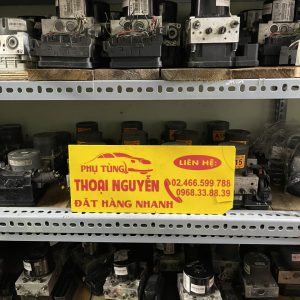 PHỤ TÙNG
LIÊN HỆ:
THOẠI NGUYỄN
02.466.599 788
0968.33.88.39
ĐẶT HÀNG NHANH